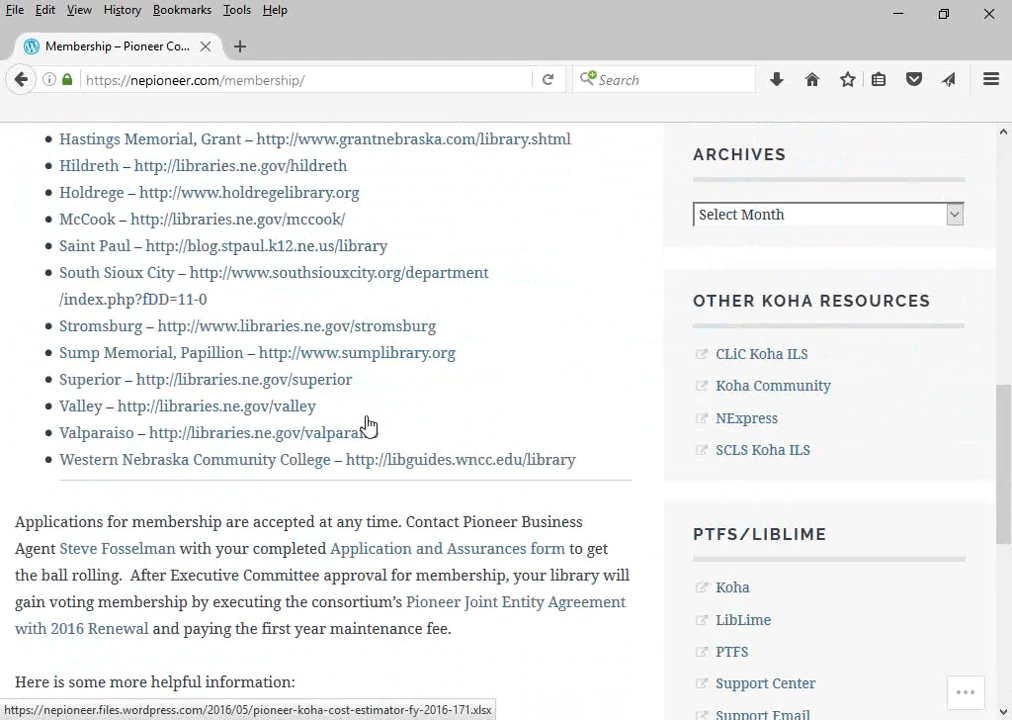 File Edit View History Bookmarks Tools Help
Membership – Pioneer Co...
https://nepioneer.com/membership/
Search
Hastings Memorial, Grant – http://www.grantnebraska.com/library.shtml
Hildreth – http://libraries.ne.gov/hildreth
Holdrege – http://www.holdregelibrary.org
McCook – http://libraries.ne.gov/mccook/
Saint Paul – http://blog.stpaul.k12.ne.us/library
South Sioux City – http://www.southsiouxcity.org/department
/index.php?fDD=11-0
Stromsburg – http://www.libraries.ne.gov/stromsburg
Sump Memorial, Papillion – http://www.sumplibrary.org
Superior – http://libraries.ne.gov/superior
Valley – http://libraries.ne.gov/valley
Valparaiso – http://libraries.ne.gov/valparai
Western Nebraska Community College – http://libguides.wncc.edu/library
Applications for membership are accepted at any time. Contact Pioneer Business
Agent Steve Fosselman with your completed Application and Assurances form to get
the ball rolling. After Executive Committee approval for membership, your library will
gain voting membership by executing the consortium's Pioneer Joint Entity Agreement
with 2016 Renewal and paying the first year maintenance fee.
Here is some more helpful information:
https://nepioneer.files.wordpress.com/2016/05/pioneer-koha-cost-estimator-fy-2016-171.xlsx
ARCHIVES
Select Month
OTHER KOHA RESOURCES
CLiC Koha ILS
Koha Community
NExpress
SCLS Koha ILS
PTFS/LIBLIME
Koha
LibLime
PTFS
Support Center
Support Email